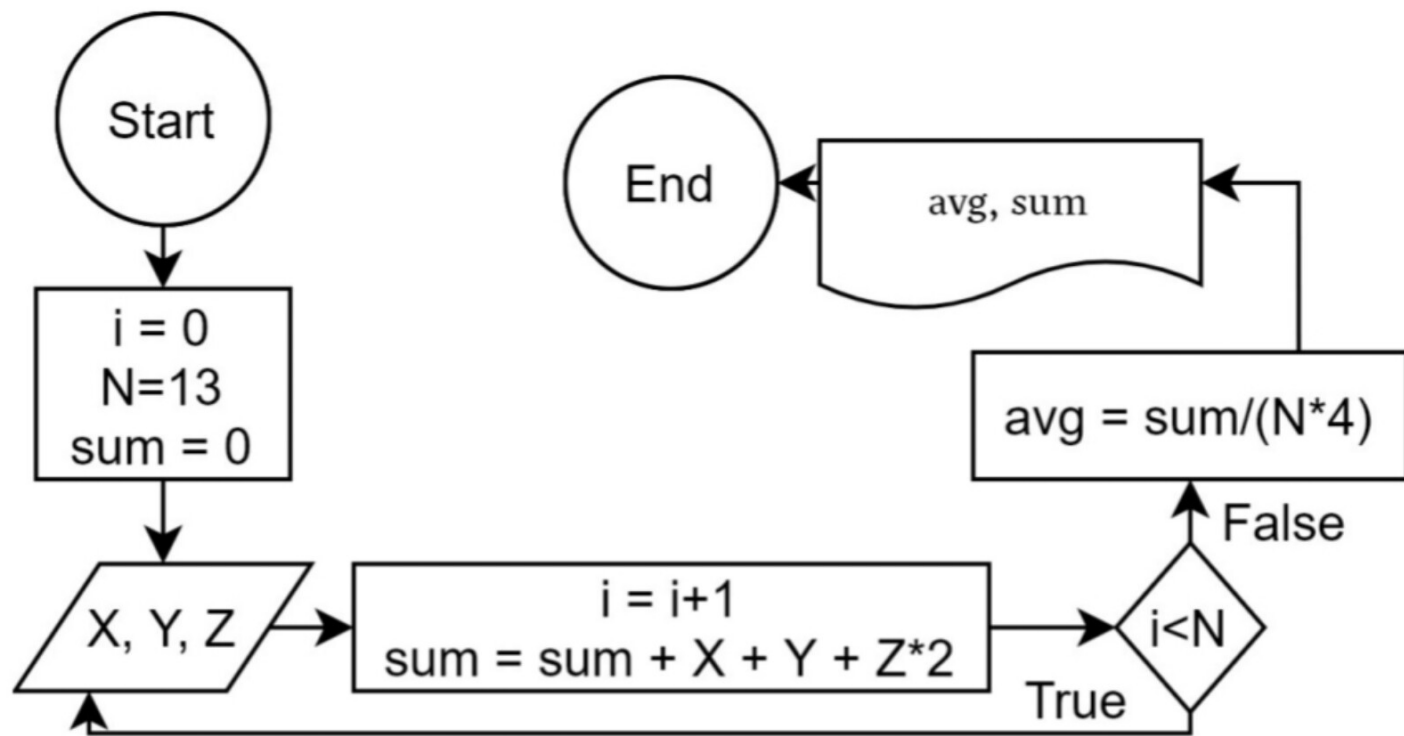 Start
i = 0
N=13
sum = 0
X, Y, Z
i = i+1
sum = sum + X + Y + Z*2
i<N
True
False
avg = sum/(N*4)
avg, sum
End